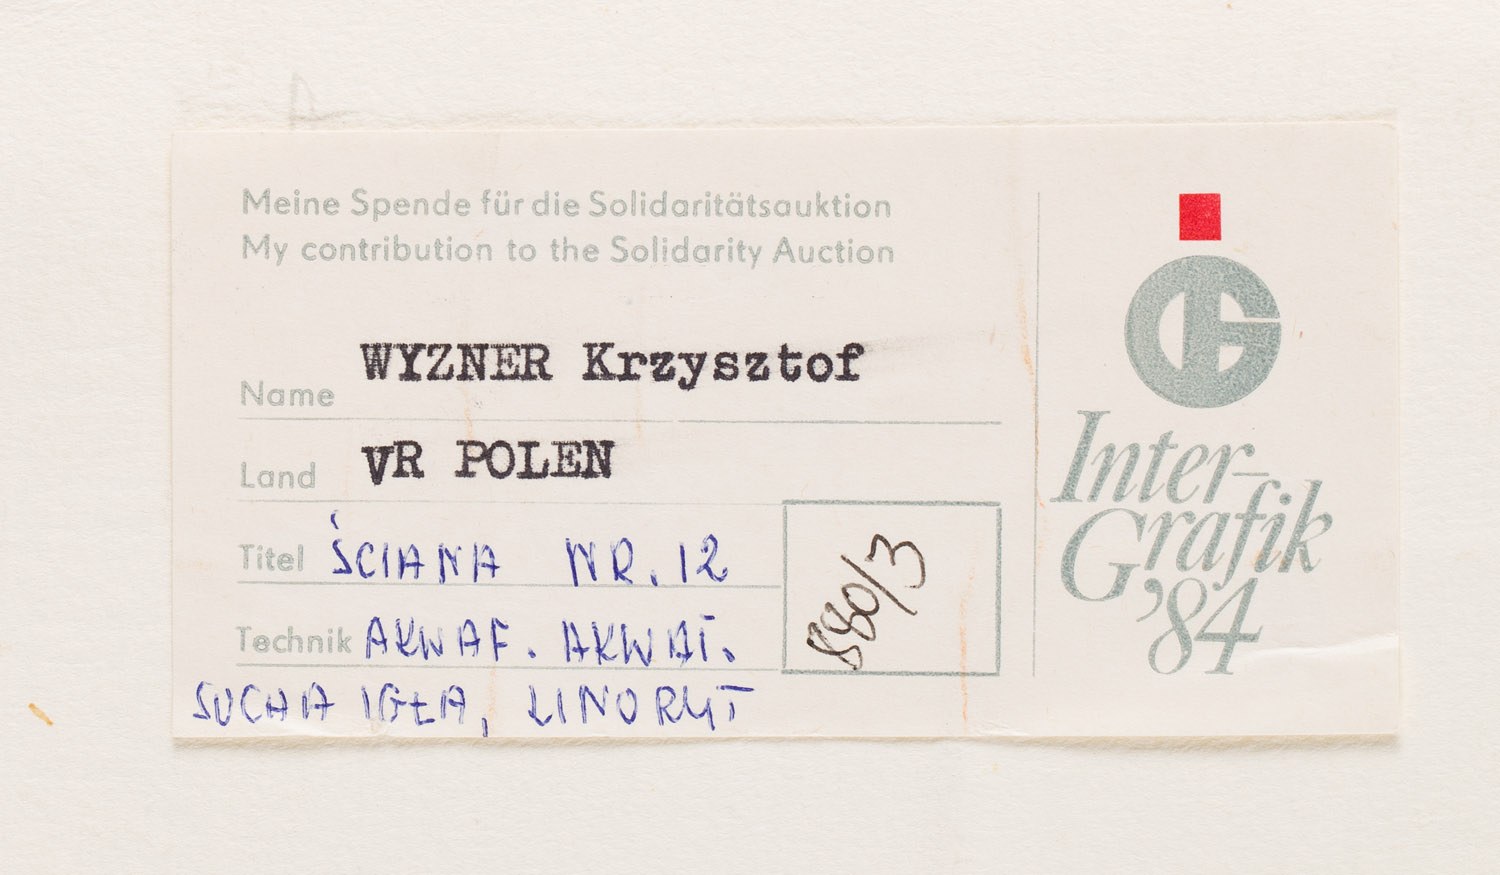 Meine Spende für die Solidaritätsauktion
My contribution to the Solidarity Auction
Name WYZNER Krzysztof
Land VR POLEN
Titel ŚCIANA NR. 12
Technik AKWAF. AKWAT.
SUCHA IGŁA, LINORYT
880/3
Inter-
Grafik
'84